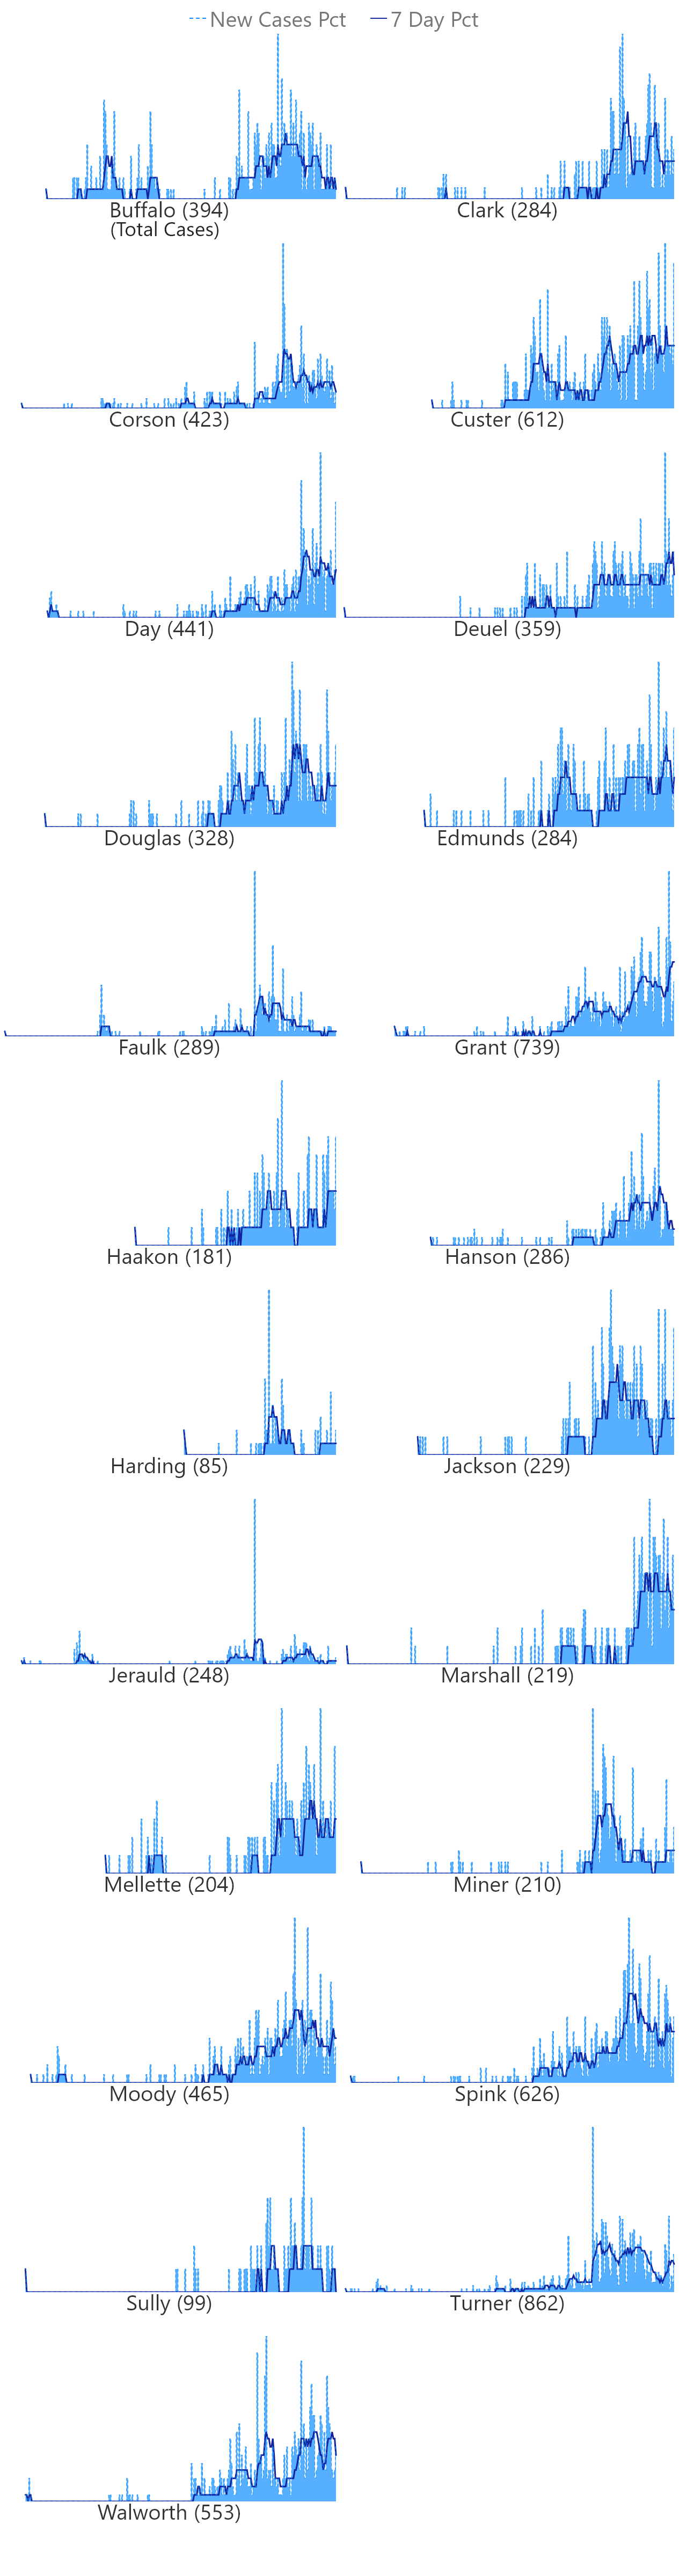 New Cases Pct 7 Day Pct
Buffalo (394) Clark (284)
(Total Cases)
Corson (423) Custer (612)
Day (441) Deuel (359)
Douglas (328) Edmunds (284)
Faulk (289) Grant (739)
Haakon (181) Hanson (286)
Harding (85) Jackson (229)
Jerauld (248) Marshall (219)
Mellette (204) Miner (210)
Moody (465) Spink (626)
Sully (99) Turner (862)
Walworth (553)